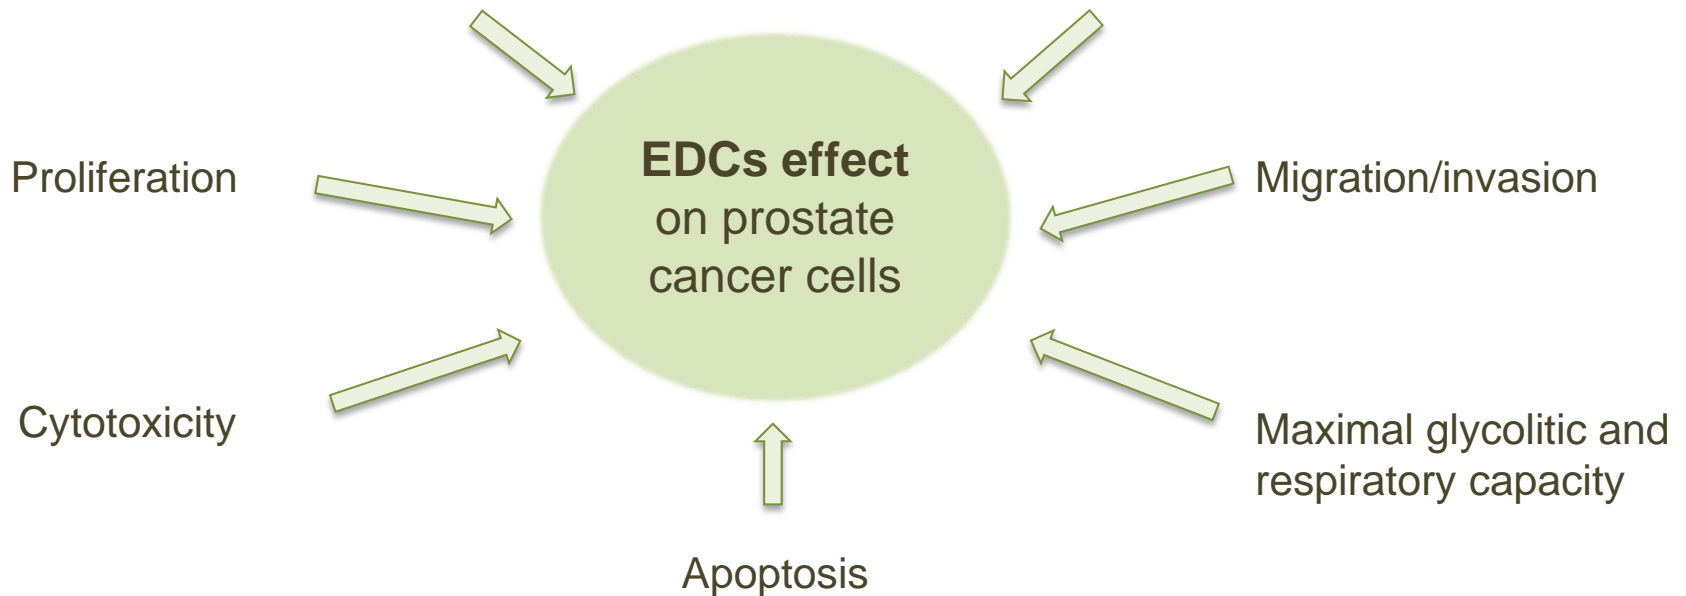 EDCs effect
on prostate
cancer cells
Proliferation
Migration/invasion
Cytotoxicity
Maximal glycolitic and
respiratory capacity
Apoptosis